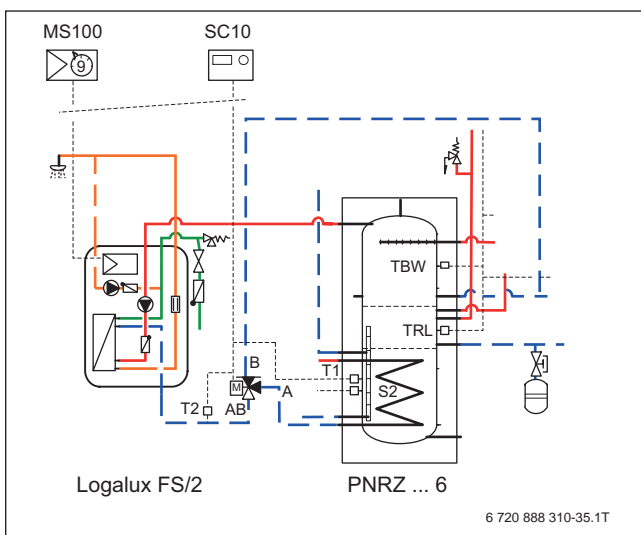 MS100
SC10
9
TBW
TRL
B
T1
M
A
S2
T2
AB
Logalux FS/2
PNRZ ... 6
6 720 888 310-35.1T